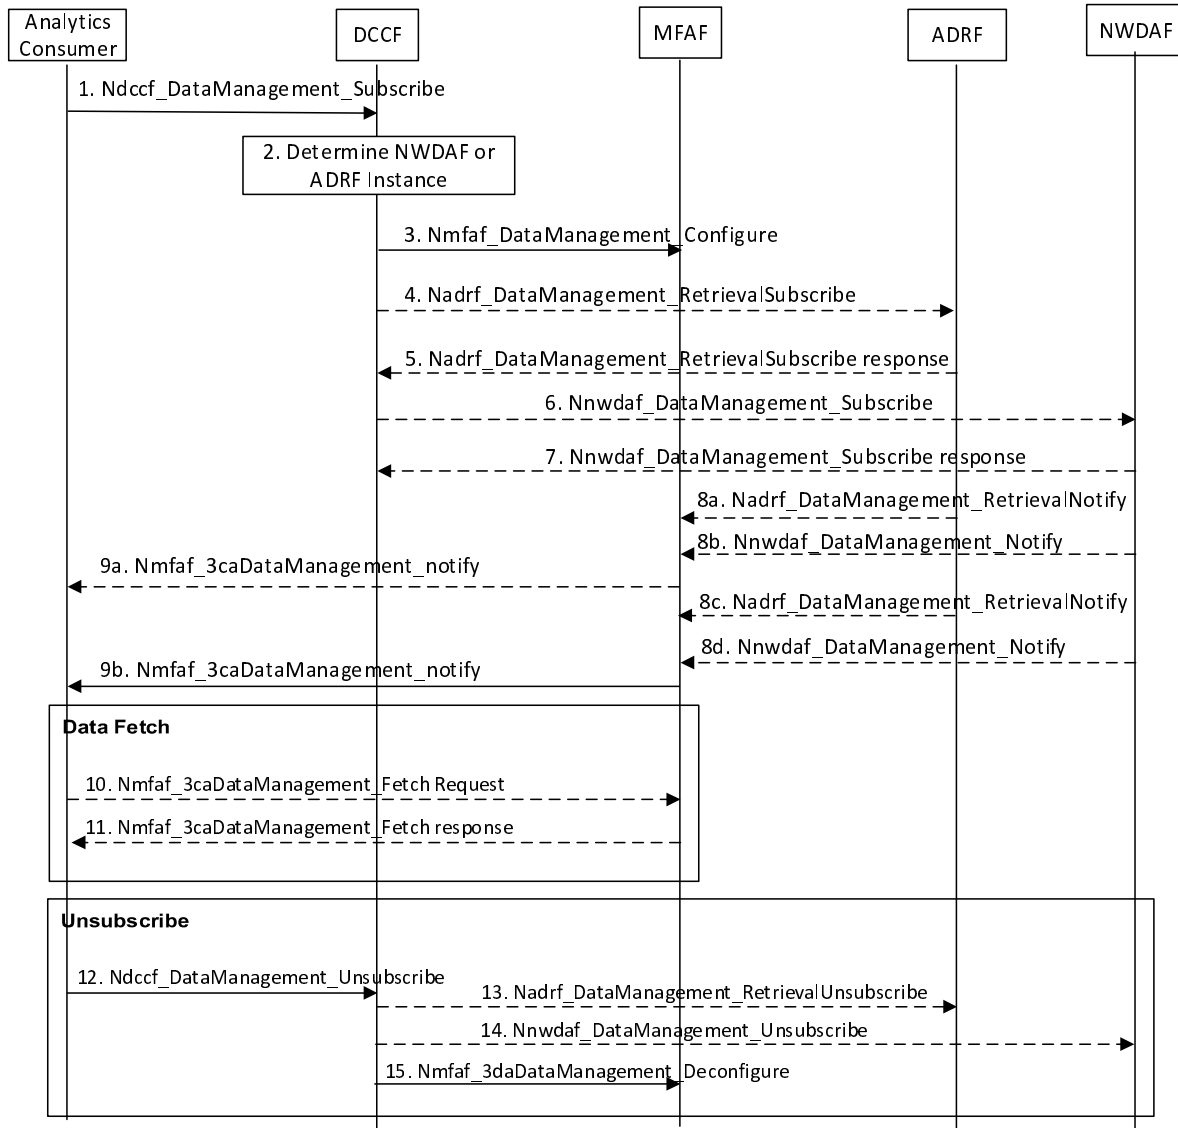 Analytics
Consumer
DCCF
MFAF
ADRF
NWDAF
1. Ndccf_DataManagement_Subscribe
2. Determine NWDAF or
ADRF Instance
3. Nmfaf_DataManagement_Configure
4. Nadrf_DataManagement_RetrievalSubscribe
5. Nadrf_DataManagement_RetrievalSubscribe response
6. Nnwdaf_DataManagement_Subscribe
7. Nnwdaf_DataManagement_Subscribe response
8a. Nadrf_DataManagement_RetrievalNotify
8b. Nnwdaf_DataManagement_Notify
9a. Nmfaf_3caDataManagement_notify
8c. Nadrf_DataManagement_RetrievalNotify
8d. Nnwdaf_DataManagement_Notify
9b. Nmfaf_3caDataManagement_notify
Data Fetch
10. Nmfaf_3caDataManagement_Fetch Request
11. Nmfaf_3caDataManagement_Fetch response
Unsubscribe
12. Ndccf_DataManagement_Unsubscribe
13. Nadrf_DataManagement_RetrievalUnsubscribe
14. Nnwdaf_DataManagement_Unsubscribe
15. Nmfaf_3daDataManagement_Deconfigure